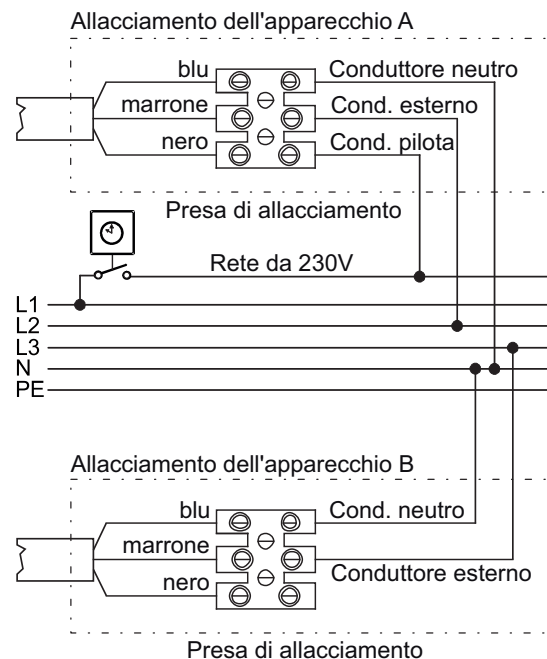 Allacciamento dell'apparecchio A
blu
Conduttore neutro
marrone
Cond. esterno
nero
Cond. pilota
Presa di allacciamento
Rete da 230V
L1
L2
L3
N
PE
Allacciamento dell'apparecchio B
blu
Cond. neutro
marrone
Conduttore esterno
nero
Presa di allacciamento